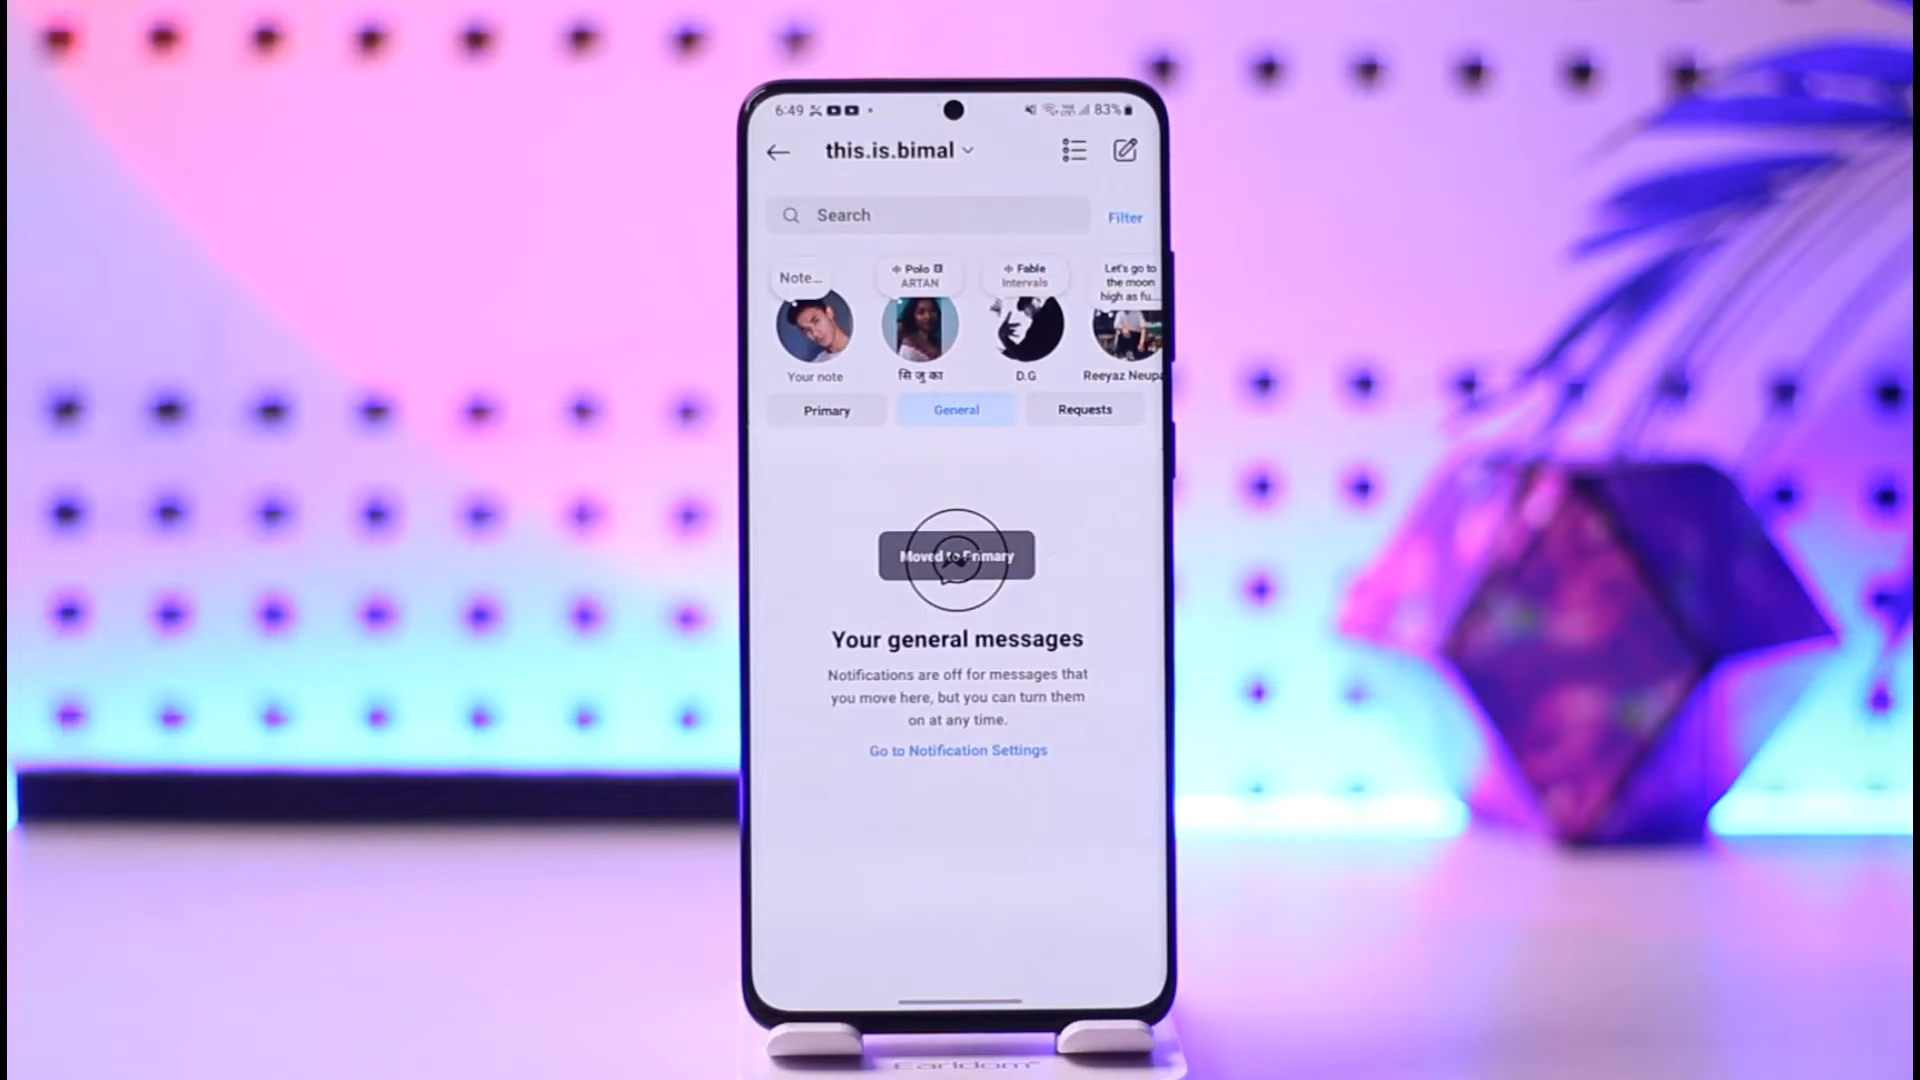 6:49
83%
this.is.bimal
Search
Filter
Note...
Polo E
ARTAN
Fable
Intervals
Let's go to
the moon
high as fu...
Your note
सि जु का
D.G
Reeyaz Neupa
Primary
General
Requests
Moved to Primary
Your general messages
Notifications are off for messages that
you move here, but you can turn them
on at any time.
Go to Notification Settings
Earldom